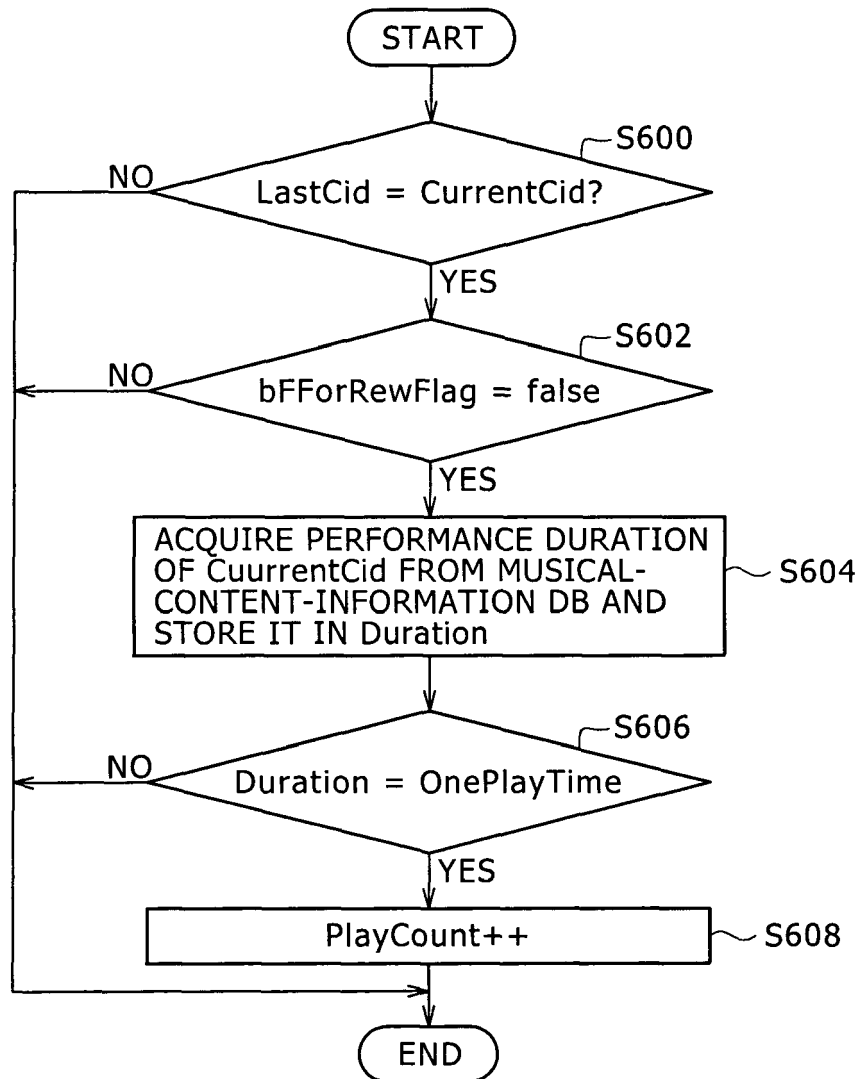 START
S600
NO
LastCid = CurrentCid?
YES
S602
NO
bFForRewFlag = false
YES
ACQUIRE PERFORMANCE DURATION
OF CuurrentCid FROM MUSICAL-
CONTENT-INFORMATION DB AND
STORE IT IN Duration
S604
S606
NO
Duration = OnePlayTime
YES
PlayCount++
S608
END